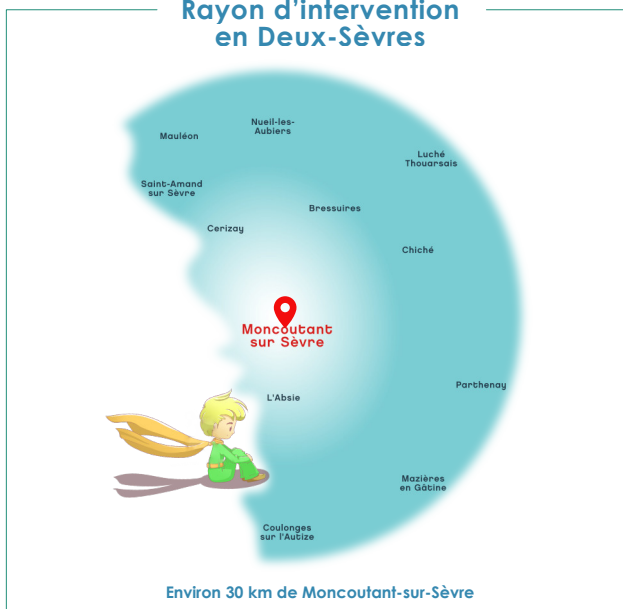 Rayon d'intervention
en Deux-Sèvres
Nueil-les-
Aubiers
Mauléon
Luché
Thouarsais
Saint-Amand
sur Sèvre
Bressuires
Cerizay
Chiché
Moncoutant
sur Sèvre
Parthenay
L'Absie
Mazières
en Gâtine
Coulonges
sur l'Autize
Environ 30 km de Moncoutant-sur-Sèvre